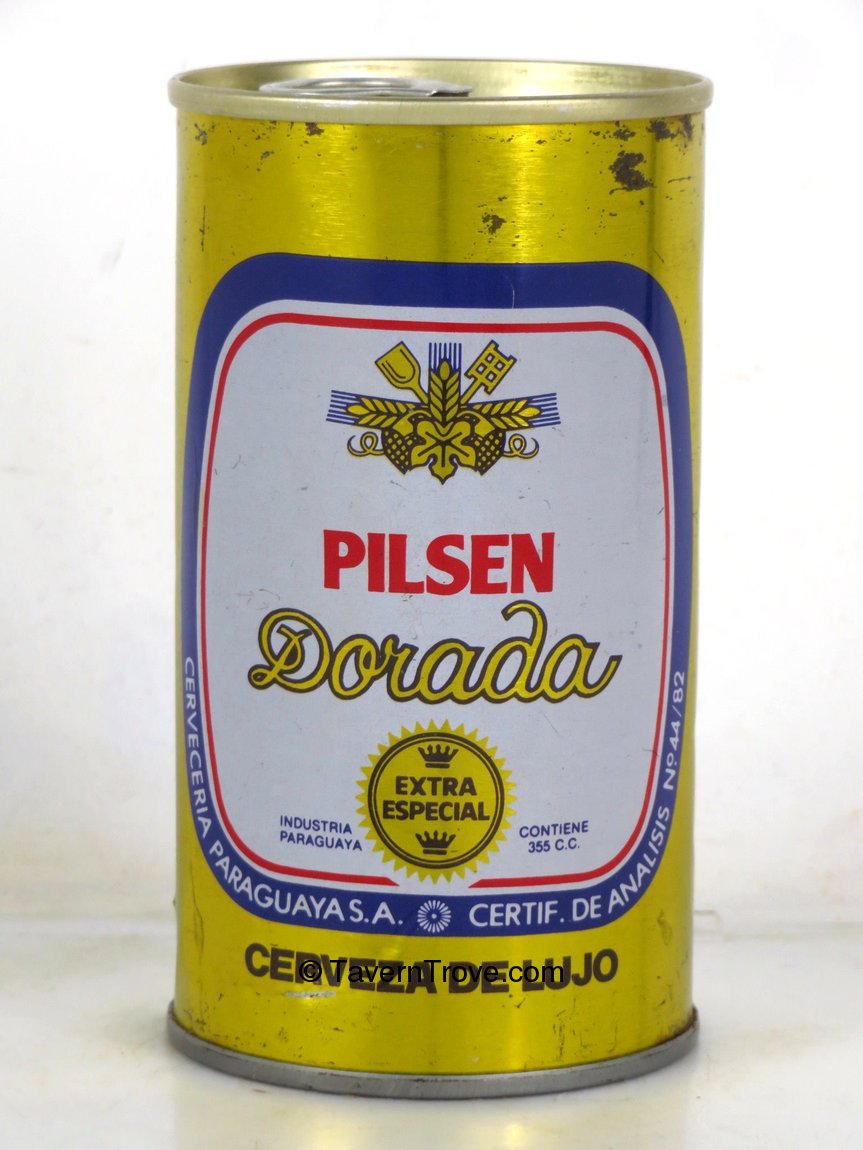 PILSEN
Dorada
EXTRA
ESPECIAL
INDUSTRIA
PARAGUAYA
CONTIENE
355 C.C.
CERVECERIA PARAGUAYA S.A. CERTIF. DE ANALISIS Nº 44/82
CERVEZA DE LUJO
© TavernTrove.com